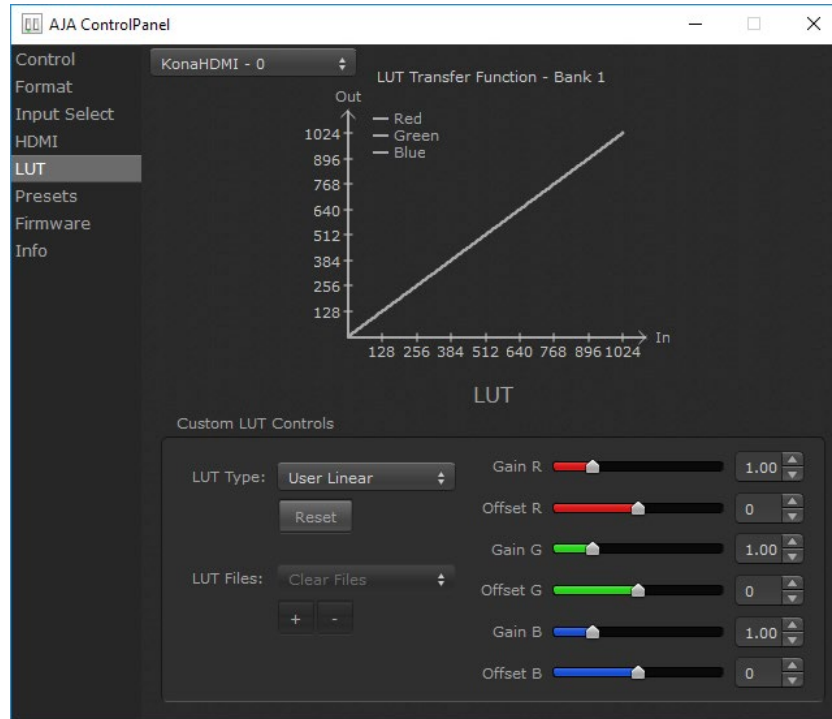 AJA ControlPanel
Control
Format
Input Select
HDMI
LUT
Presets
Firmware
Info
KonaHDMI - 0
LUT Transfer Function - Bank 1
Out
Red
Green
Blue
1024
896
768
640
512
384
256
128
128 256 384 512 640 768 896 1024
In
LUT
Custom LUT Controls
LUT Type: User Linear
Reset
LUT Files: Clear Files
+ -
Gain R 1.00
Offset R 0
Gain G 1.00
Offset G 0
Gain B 1.00
Offset B 0